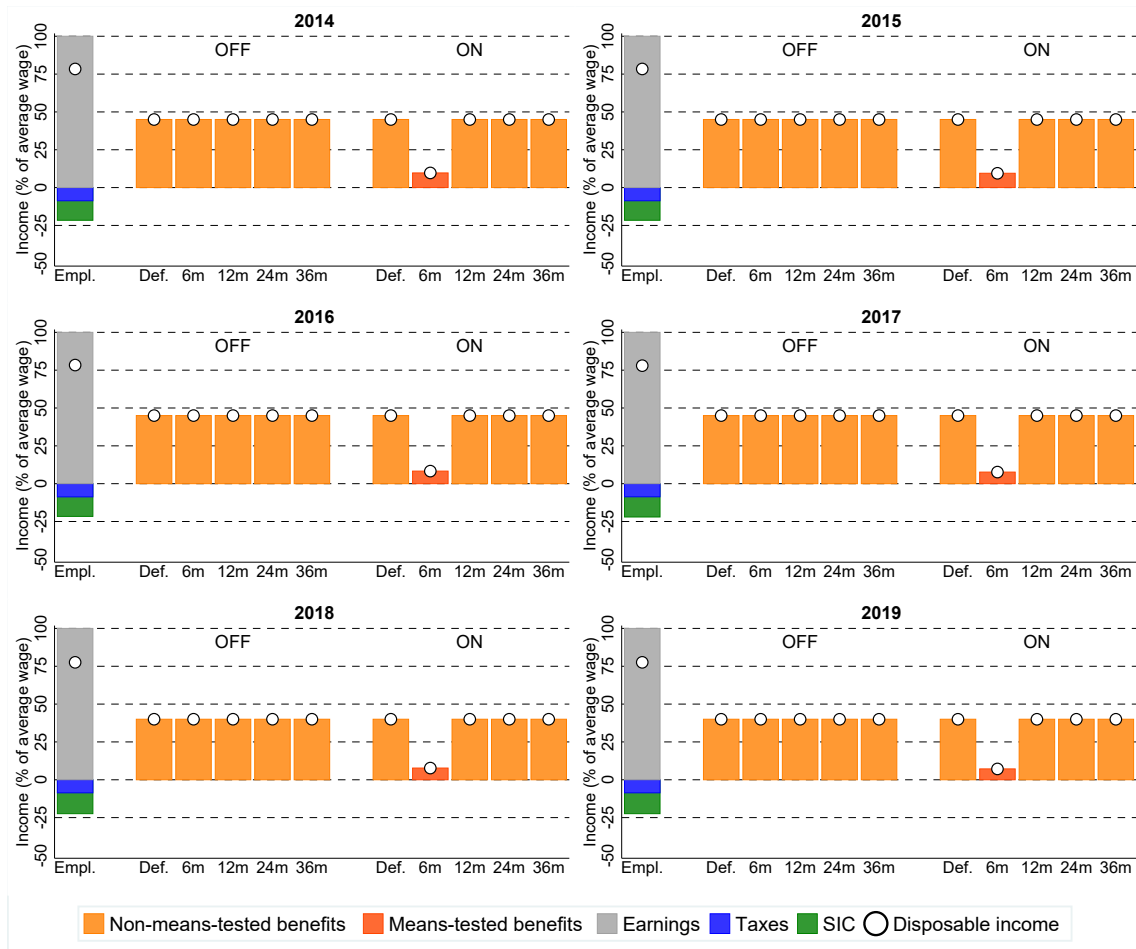 2014
Income (% of average wage)
100
75
50
25
0
-25
-50
OFF
ON
Empl. Def. 6m 12m 24m 36m Def. 6m 12m 24m 36m
2015
Income (% of average wage)
100
75
50
25
0
-25
-50
OFF
ON
Empl. Def. 6m 12m 24m 36m Def. 6m 12m 24m 36m
2016
Income (% of average wage)
100
75
50
25
0
-25
-50
OFF
ON
Empl. Def. 6m 12m 24m 36m Def. 6m 12m 24m 36m
2017
Income (% of average wage)
100
75
50
25
0
-25
-50
OFF
ON
Empl. Def. 6m 12m 24m 36m Def. 6m 12m 24m 36m
2018
Income (% of average wage)
100
75
50
25
0
-25
-50
OFF
ON
Empl. Def. 6m 12m 24m 36m Def. 6m 12m 24m 36m
2019
Income (% of average wage)
100
75
50
25
0
-25
-50
OFF
ON
Empl. Def. 6m 12m 24m 36m Def. 6m 12m 24m 36m
Non-means-tested benefits Means-tested benefits Earnings Taxes SIC Disposable income